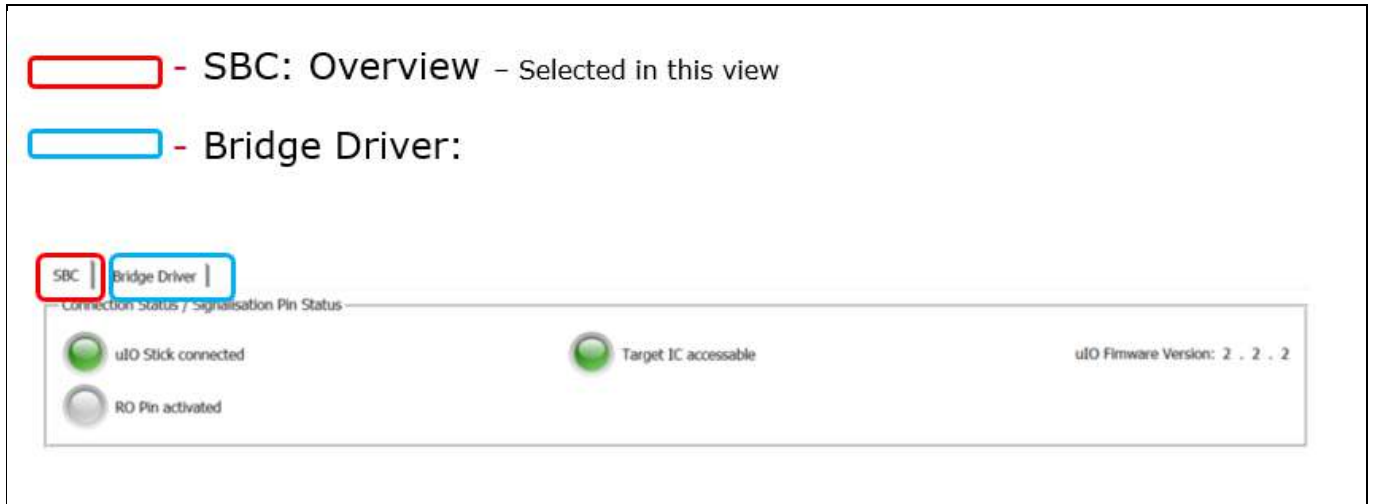 - SBC: Overview – Selected in this view
- Bridge Driver:
SBC Bridge Driver
Connection Status / Signalisation Pin Status
uIO Stick connected Target IC accessable uIO Fimware Version: 2 . 2 . 2
RO Pin activated